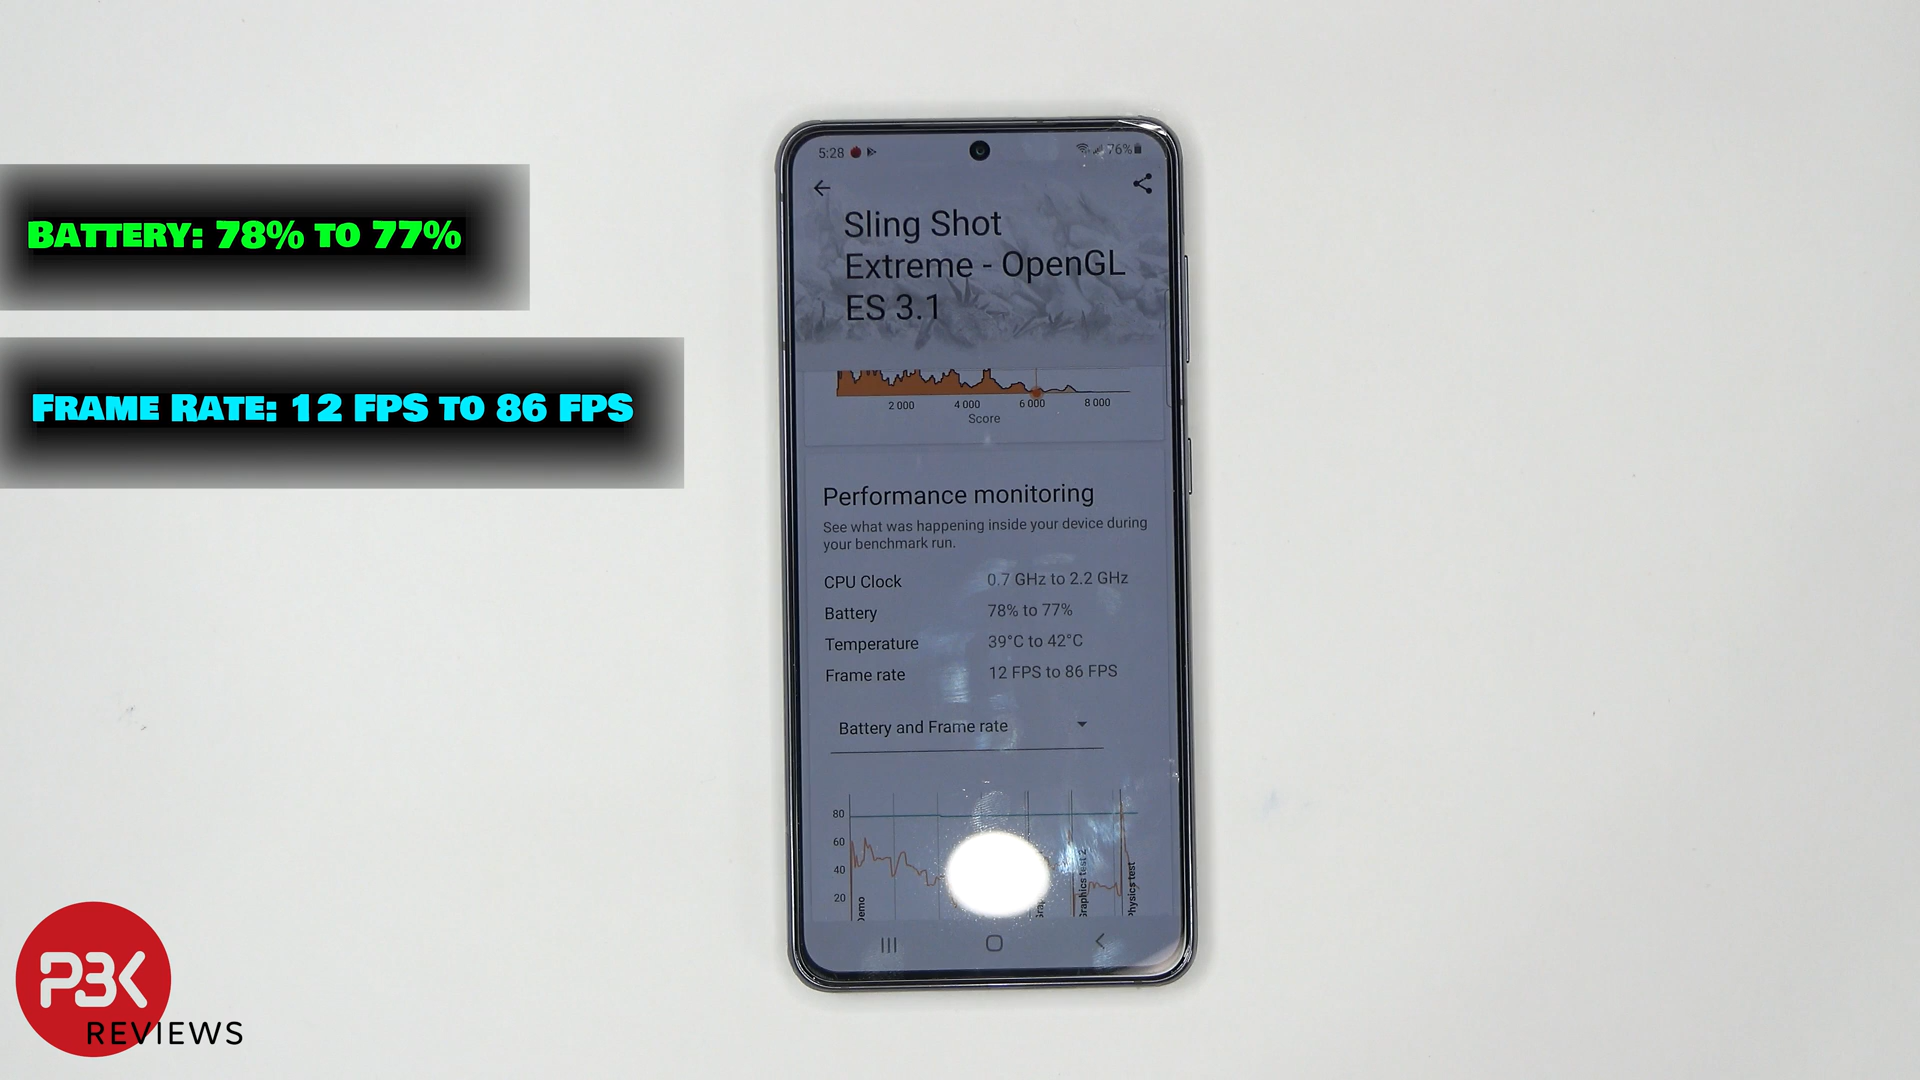 BATTERY: 78% TO 77%
FRAME RATE: 12 FPS TO 86 FPS
5:28
76%
Sling Shot
Extreme - OpenGL
ES 3.1
2 000 4 000 6 000 8 000
Score
Performance monitoring
See what was happening inside your device during
your benchmark run.
CPU Clock 0.7 GHz to 2.2 GHz
Battery 78% to 77%
Temperature 39°C to 42°C
Frame rate 12 FPS to 86 FPS
Battery and Frame rate
80
60
40
20
Demo
Graphics test 2
Physics test
PBK
REVIEWS